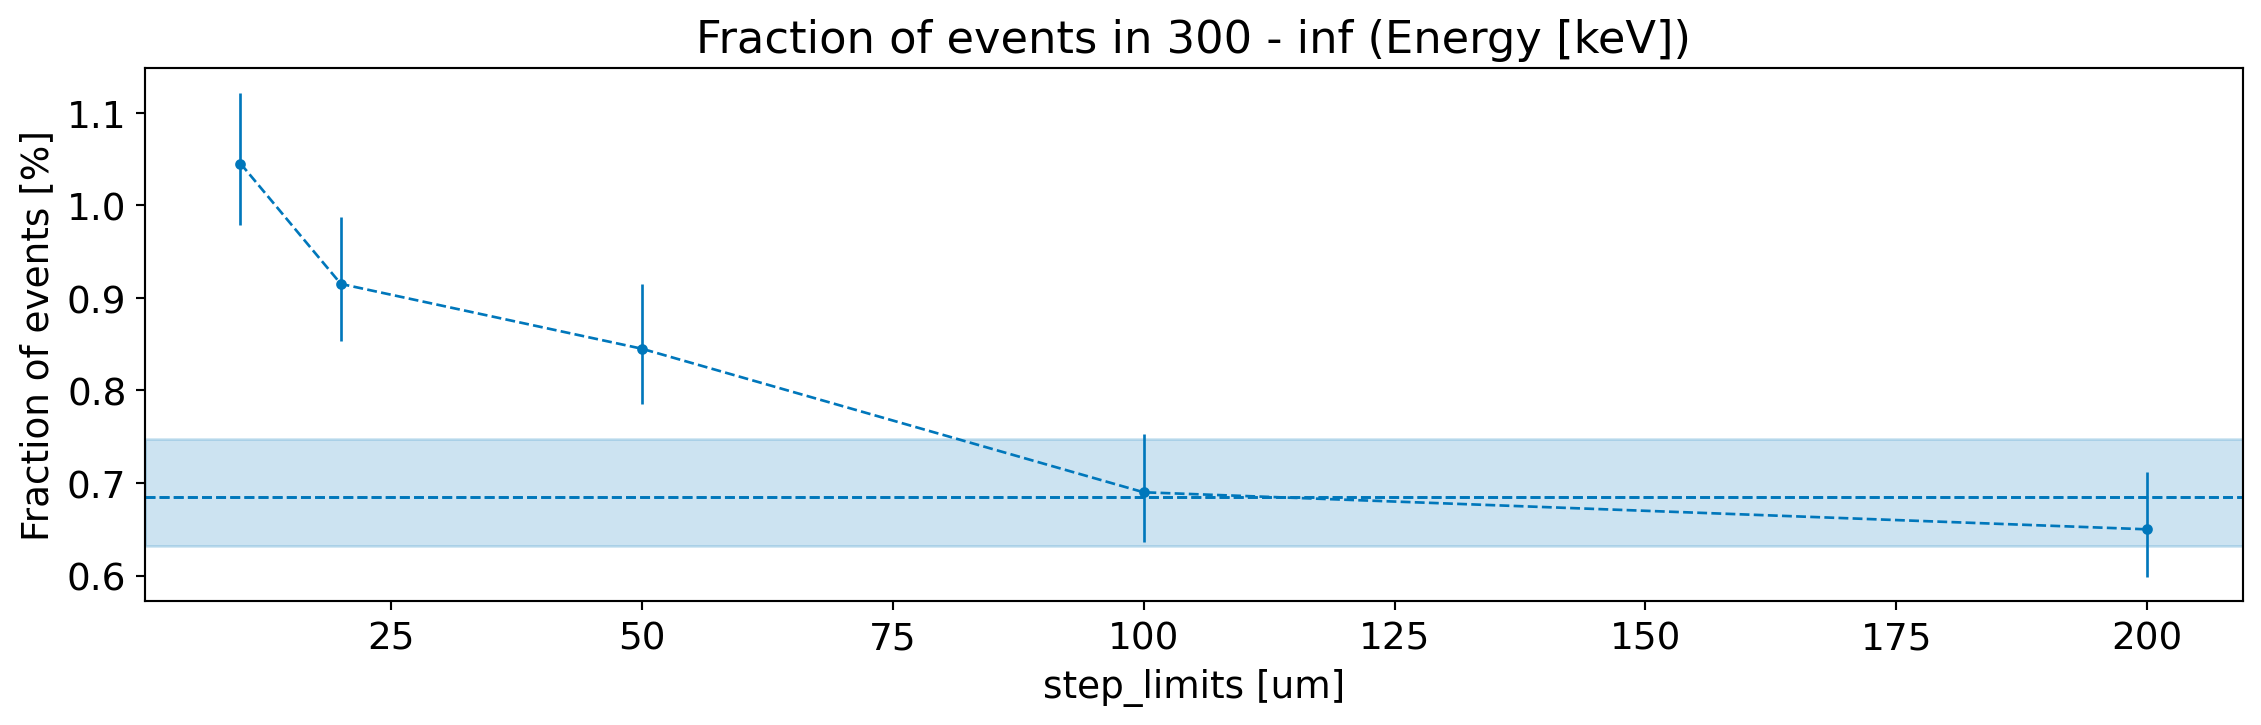 Fraction of events in 300 - inf (Energy [keV])
Fraction of events [%]
1.1
1.0
0.9
0.8
0.7
0.6
25 50 75 100 125 150 175 200
step_limits [um]